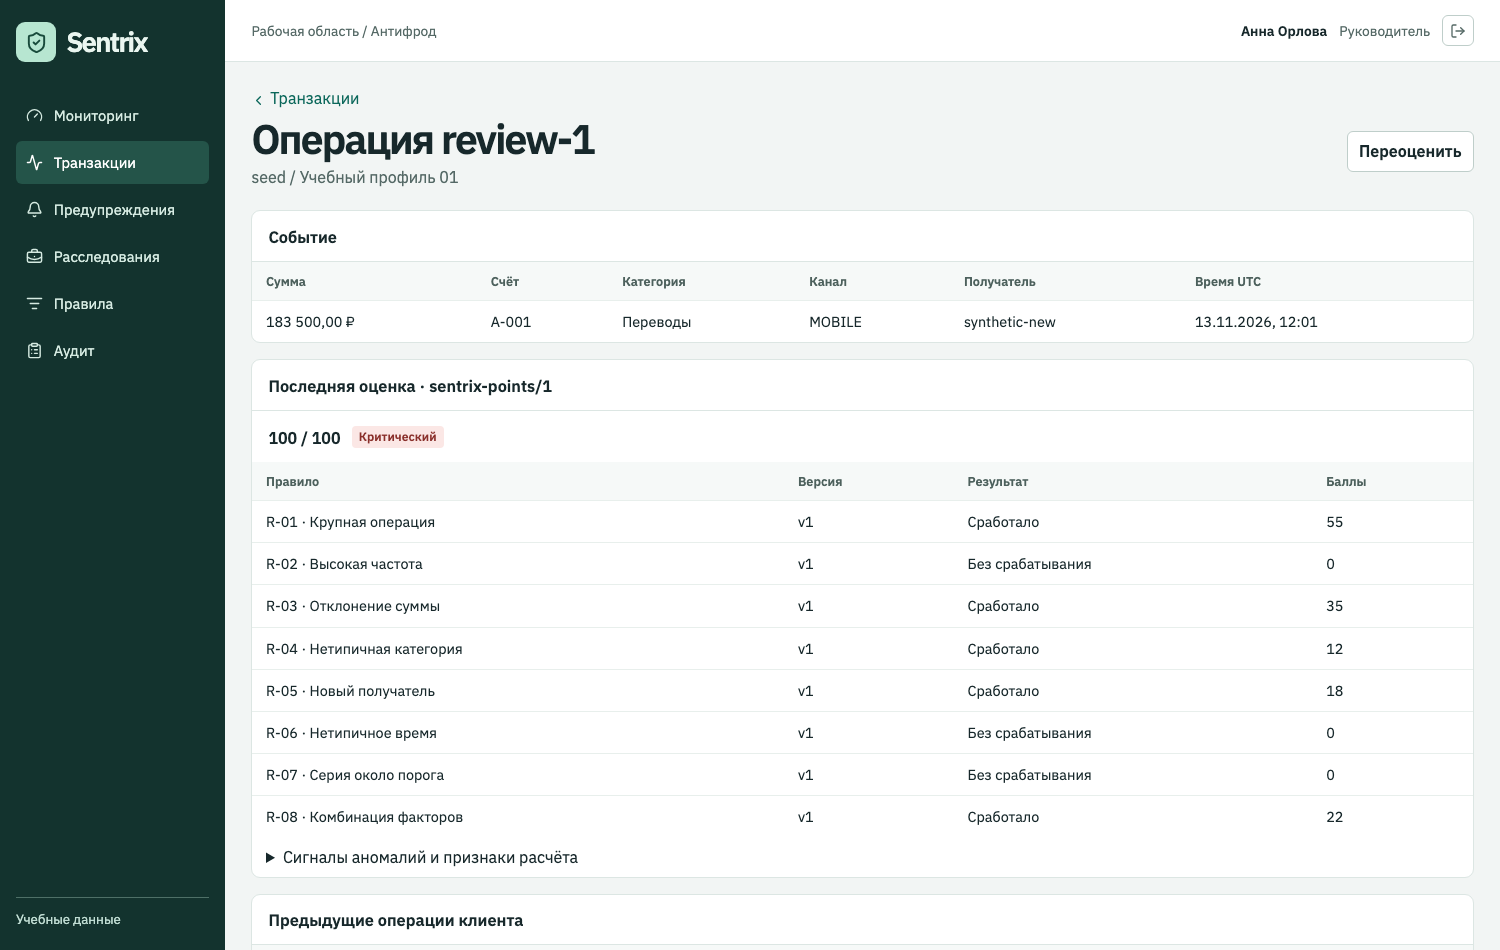 Sentrix
Мониторинг
Транзакции
Предупреждения
Расследования
Правила
Аудит
Учебные данные
Рабочая область / Антифрод
Анна Орлова Руководитель
Транзакции
Операция review-1
seed / Учебный профиль 01
Переоценить
Событие
Сумма Счёт Категория Канал Получатель Время UTC
183 500,00 ₽ A-001 Переводы MOBILE synthetic-new 13.11.2026, 12:01
Последняя оценка · sentrix-points/1
100 / 100 Критический
Правило Версия Результат Баллы
R-01 · Крупная операция v1 Сработало 55
R-02 · Высокая частота v1 Без срабатывания 0
R-03 · Отклонение суммы v1 Сработало 35
R-04 · Нетипичная категория v1 Сработало 12
R-05 · Новый получатель v1 Сработало 18
R-06 · Нетипичное время v1 Без срабатывания 0
R-07 · Серия около порога v1 Без срабатывания 0
R-08 · Комбинация факторов v1 Сработало 22
Сигналы аномалий и признаки расчёта
Предыдущие операции клиента